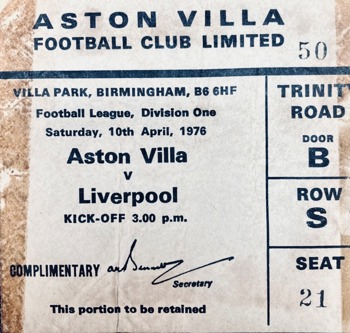 ASTON VILLA
FOOTBALL CLUB LIMITED
50
VILLA PARK, BIRMINGHAM, B6 6HF
Football League, Division One
Saturday, 10th April, 1976
Aston Villa
v
Liverpool
KICK-OFF 3.00 p.m.
COMPLIMENTARY
Secretary
This portion to be retained
TRINITY
ROAD
DOOR
B
ROW
S
SEAT
21